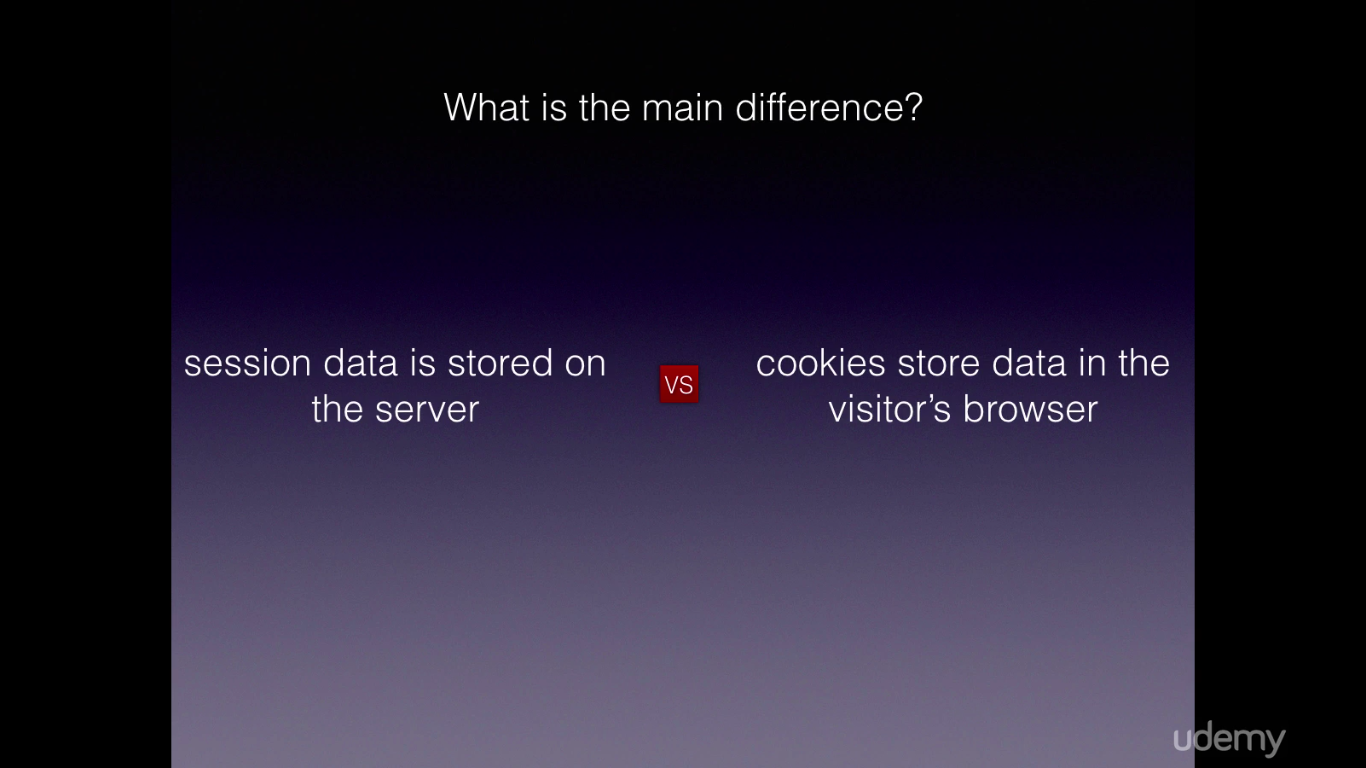 What is the main difference?
session data is stored on
the server
VS
cookies store data in the
visitor’s browser
udemy